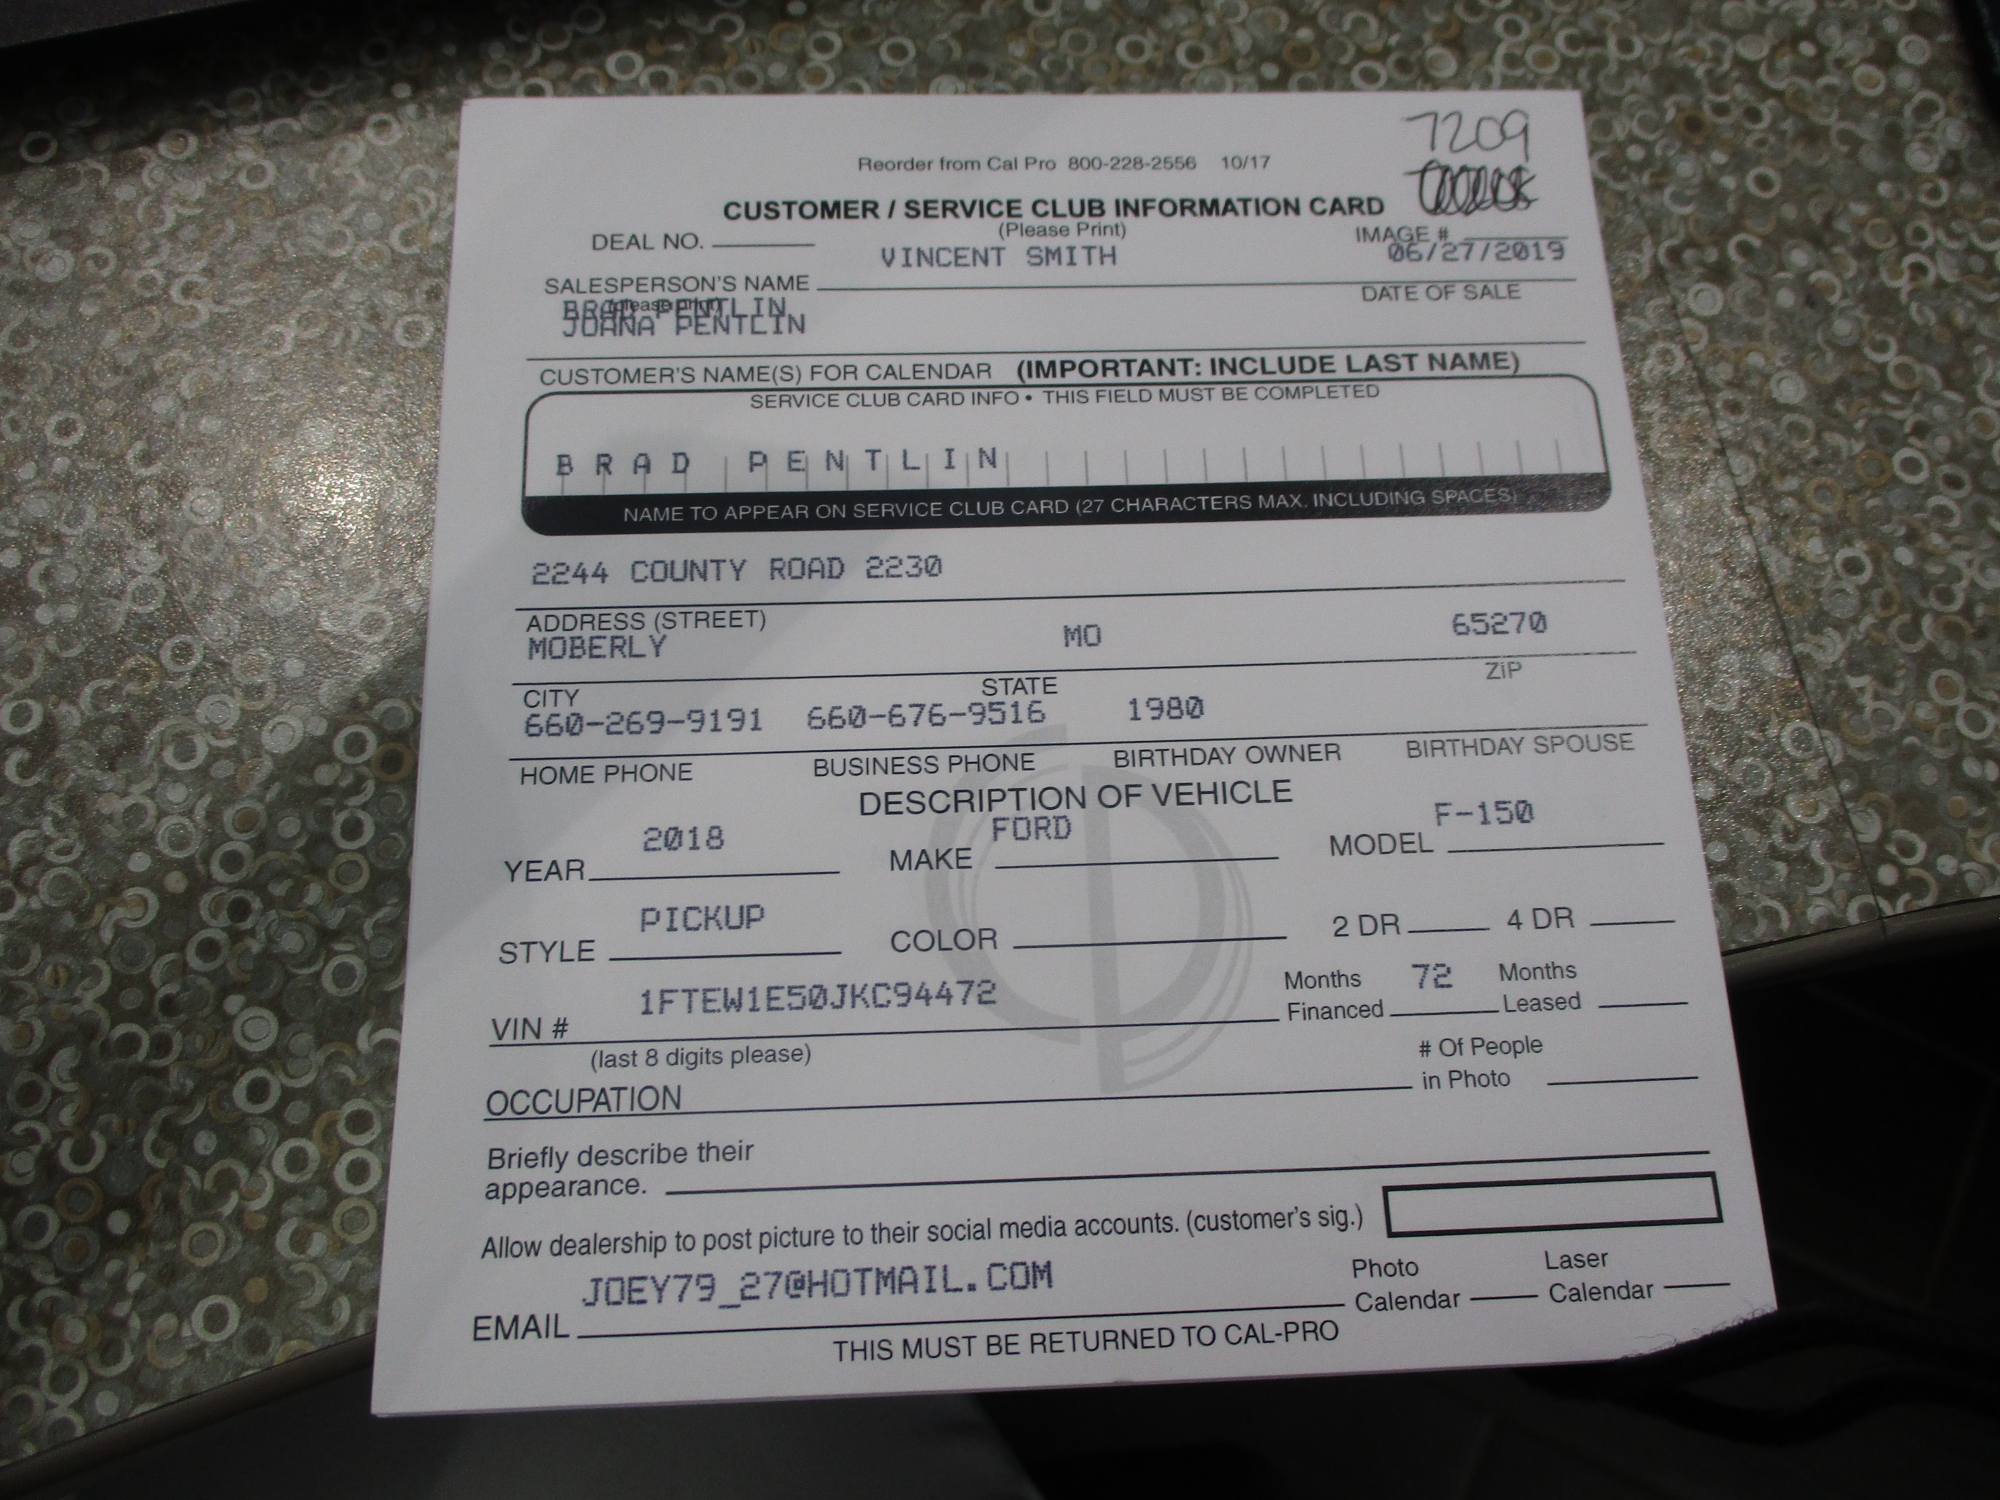 7209
Reorder from Cal Pro 800-228-2556 10/17
CUSTOMER / SERVICE CLUB INFORMATION CARD
(Please Print)
DEAL NO. IMAGE #
VINCENT SMITH 06/27/2019
SALESPERSON'S NAME DATE OF SALE
(please print)
BRAD PENTLIN
JOANA PENTLIN
CUSTOMER'S NAME(S) FOR CALENDAR (IMPORTANT: INCLUDE LAST NAME)
SERVICE CLUB CARD INFO • THIS FIELD MUST BE COMPLETED
BRAD PENTLIN
NAME TO APPEAR ON SERVICE CLUB CARD (27 CHARACTERS MAX. INCLUDING SPACES)
2244 COUNTY ROAD 2230
ADDRESS (STREET)
MOBERLY MO 65270
CITY STATE ZIP
660-269-9191 660-676-9516 1980
HOME PHONE BUSINESS PHONE BIRTHDAY OWNER BIRTHDAY SPOUSE
DESCRIPTION OF VEHICLE
YEAR 2018 MAKE FORD MODEL F-150
STYLE PICKUP COLOR 2 DR 4 DR
VIN # 1FTEW1E50JKC94472 Months Financed 72 Months Leased
(last 8 digits please)
OCCUPATION # Of People in Photo
Briefly describe their
appearance.
Allow dealership to post picture to their social media accounts. (customer's sig.)
EMAIL JOEY79_27@HOTMAIL.COM Photo Calendar Laser Calendar
THIS MUST BE RETURNED TO CAL-PRO